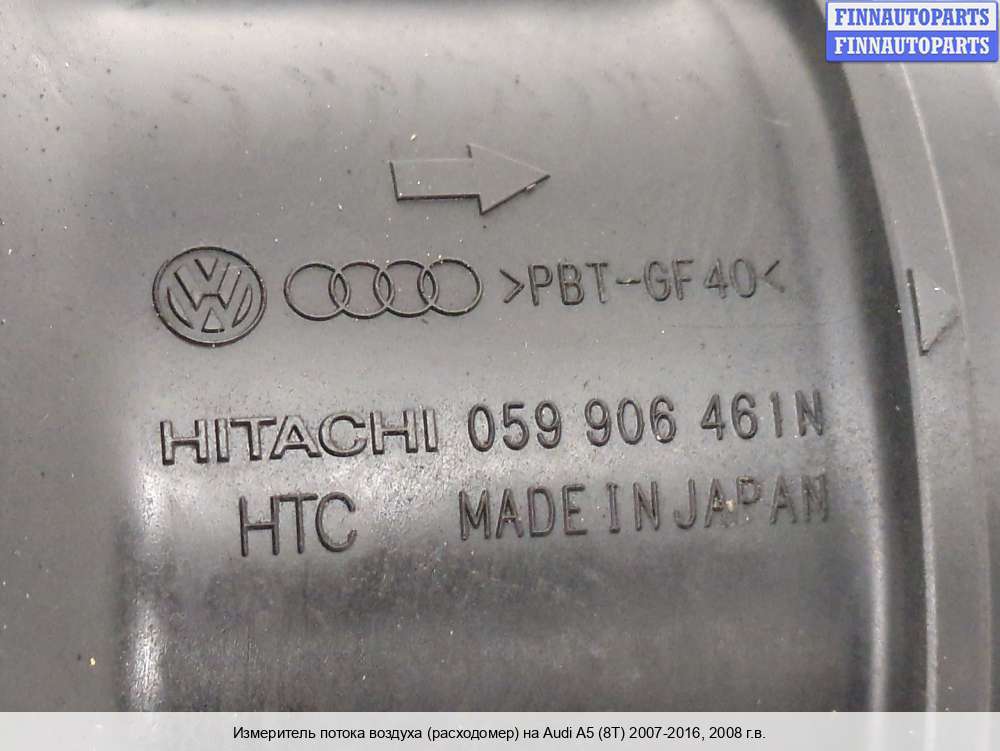 FINNAUTOPARTS
FINNAUTOPARTS
>PBT-GF40<
HITACHI 059 906 461N
HTC MADE IN JAPAN
Измеритель потока воздуха (расходомер) на Audi A5 (8T) 2007-2016, 2008 г.в.